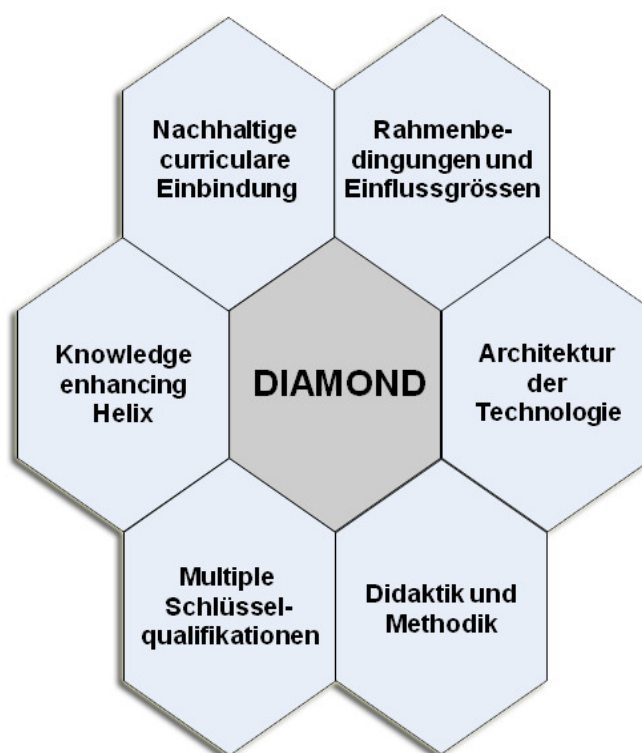 Nachhaltige
curriculare
Einbindung
Rahmenbe-
dingungen und
Einflussgrössen
Knowledge
enhancing
Helix
DIAMOND
Architektur
der
Technologie
Multiple
Schlüssel-
qualifikationen
Didaktik und
Methodik